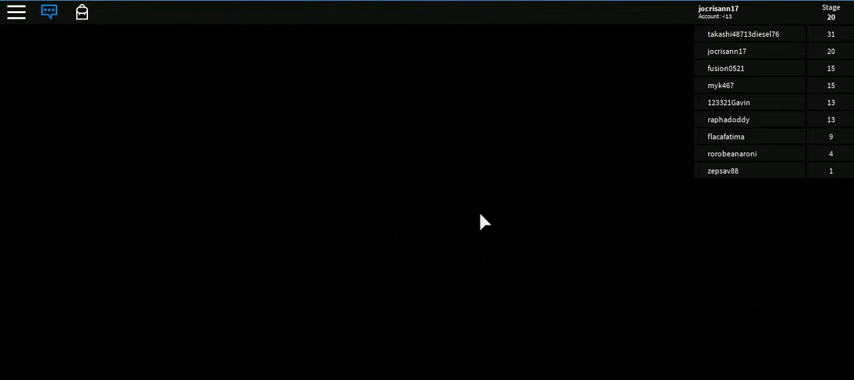 jocrisann17 Stage
Account: <13 20
takashi48713diesel76 31
jocrisann17 20
fusion0521 15
myk467 15
123321Gavin 13
raphadoddy 13
flacafatima 9
rorobeanaroni 4
zepsav88 1